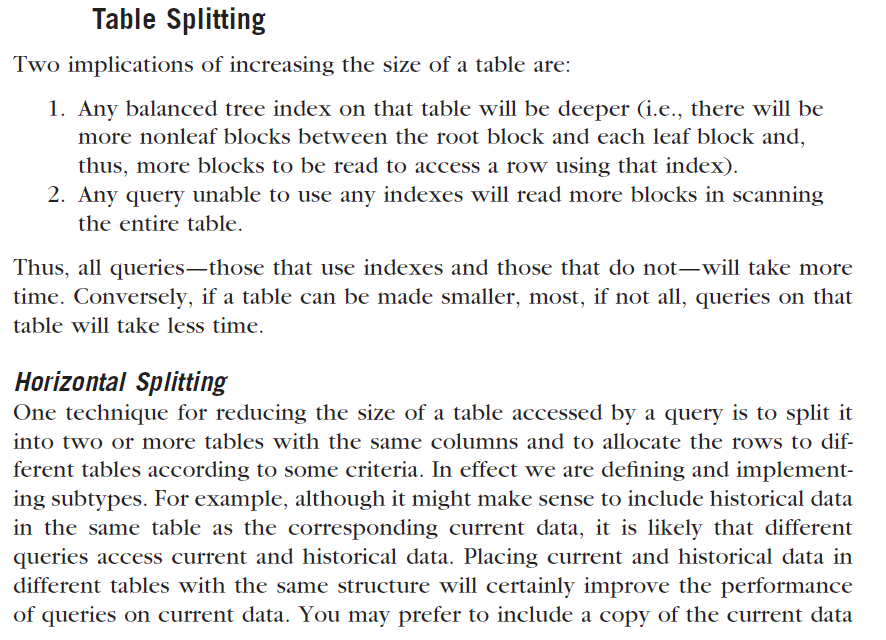 Table Splitting
Two implications of increasing the size of a table are:
1. Any balanced tree index on that table will be deeper (i.e., there will be
more nonleaf blocks between the root block and each leaf block and,
thus, more blocks to be read to access a row using that index).
2. Any query unable to use any indexes will read more blocks in scanning
the entire table.
Thus, all queries—those that use indexes and those that do not—will take more
time. Conversely, if a table can be made smaller, most, if not all, queries on that
table will take less time.
Horizontal Splitting
One technique for reducing the size of a table accessed by a query is to split it
into two or more tables with the same columns and to allocate the rows to dif-
ferent tables according to some criteria. In effect we are defining and implement-
ing subtypes. For example, although it might make sense to include historical data
in the same table as the corresponding current data, it is likely that different
queries access current and historical data. Placing current and historical data in
different tables with the same structure will certainly improve the performance
of queries on current data. You may prefer to include a copy of the current data